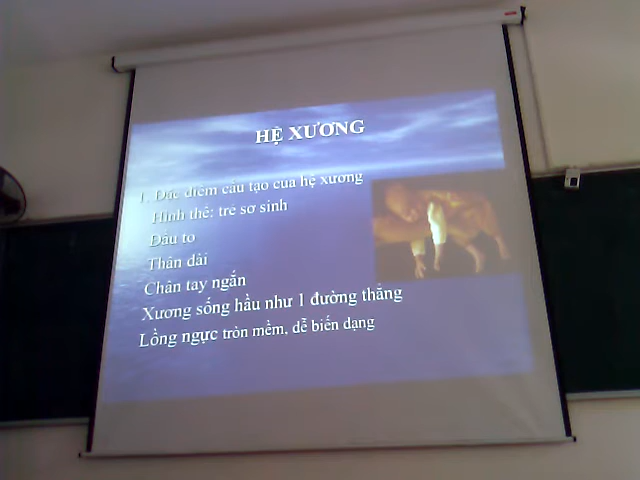 HỆ XƯƠNG
1. Đặc điểm cấu tạo của hệ xương
Hình thể: trẻ sơ sinh
Đầu to
Thân dài
Chân tay ngắn
Xương sống hầu như 1 đường thẳng
Lồng ngực tròn mềm, dễ biến dạng